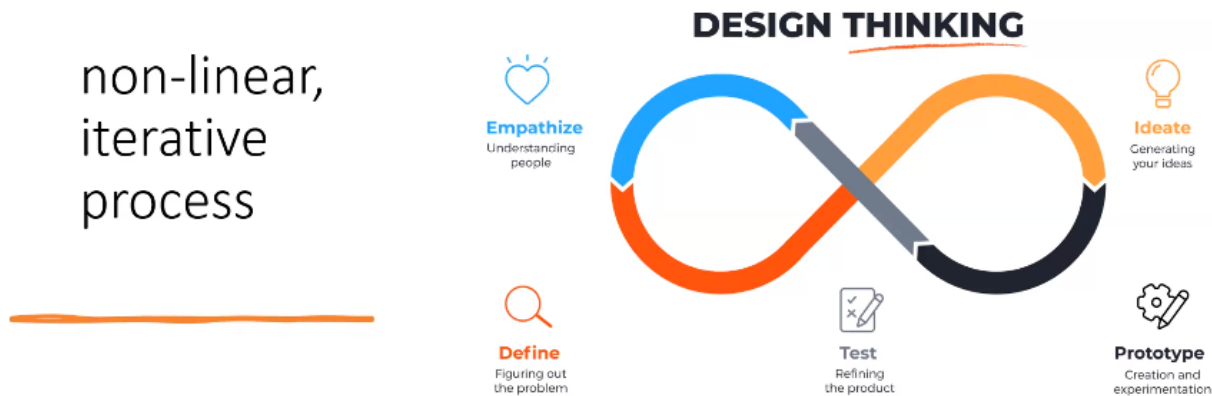 non-linear,
iterative
process
DESIGN THINKING
Empathize
Understanding
people
Ideate
Generating
your ideas
Define
Figuring out
the problem
Test
Refining
the product
Prototype
Creation and
experimentation